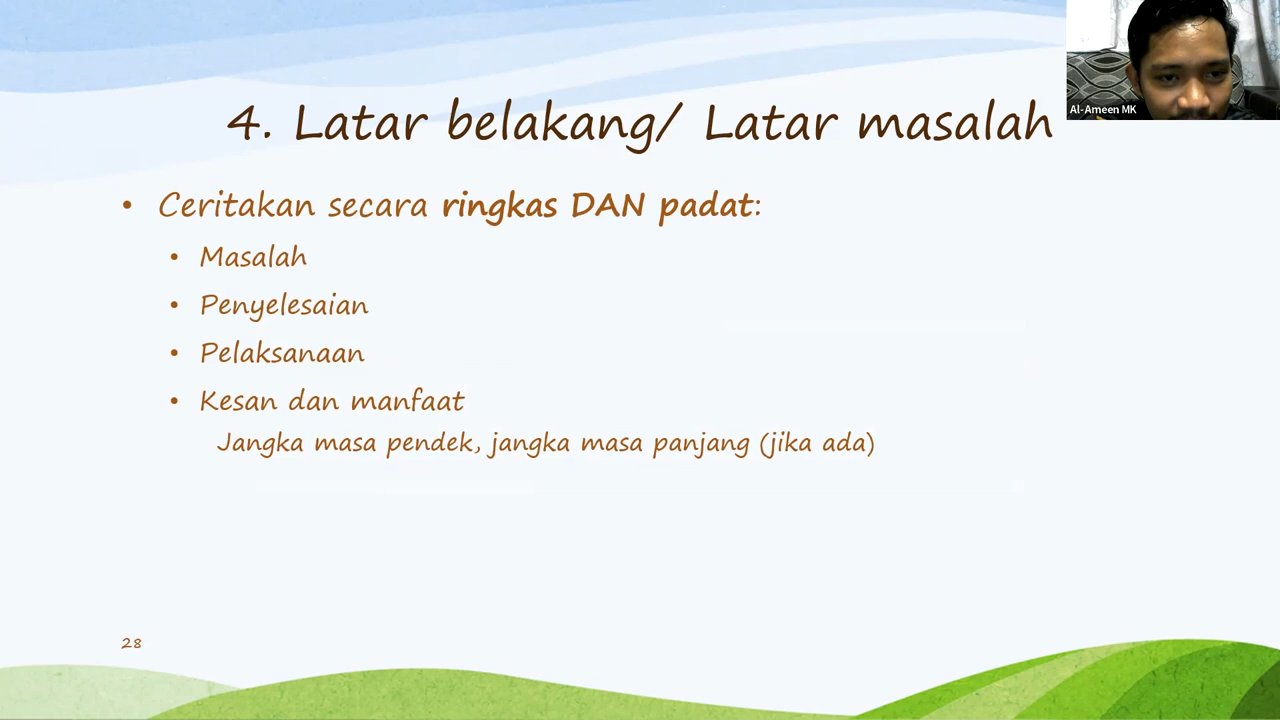 Al-Ameen MK
4. Latar belakang/ Latar masalah
• Ceritakan secara ringkas DAN padat:
• Masalah
• Penyelesaian
• Pelaksanaan
• Kesan dan manfaat
Jangka masa pendek, jangka masa panjang (jika ada)
28